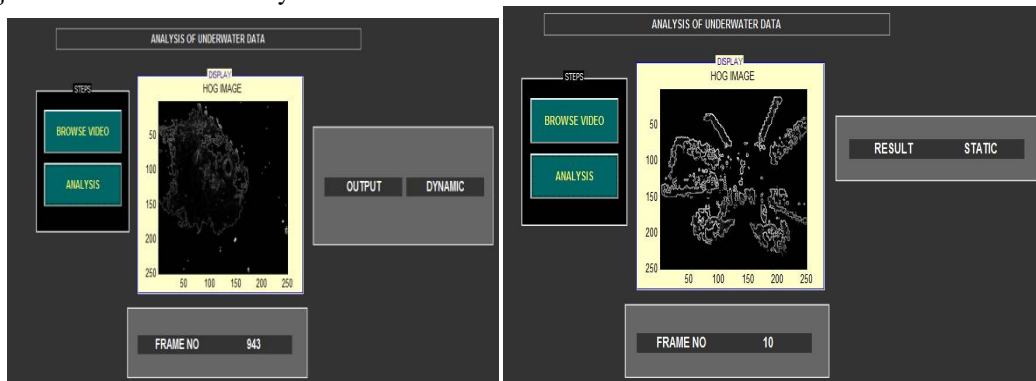 ANALYSIS OF UNDERWATER DATA
STEPS
BROWSE VIDEO
ANALYSIS
DISPLAY
HOG IMAGE
50
100
150
200
250
50 100 150 200 250
OUTPUT DYNAMIC
FRAME NO 943
ANALYSIS OF UNDERWATER DATA
STEPS
BROWSE VIDEO
ANALYSIS
DISPLAY
HOG IMAGE
50
100
150
200
250
50 100 150 200 250
RESULT STATIC
FRAME NO 10